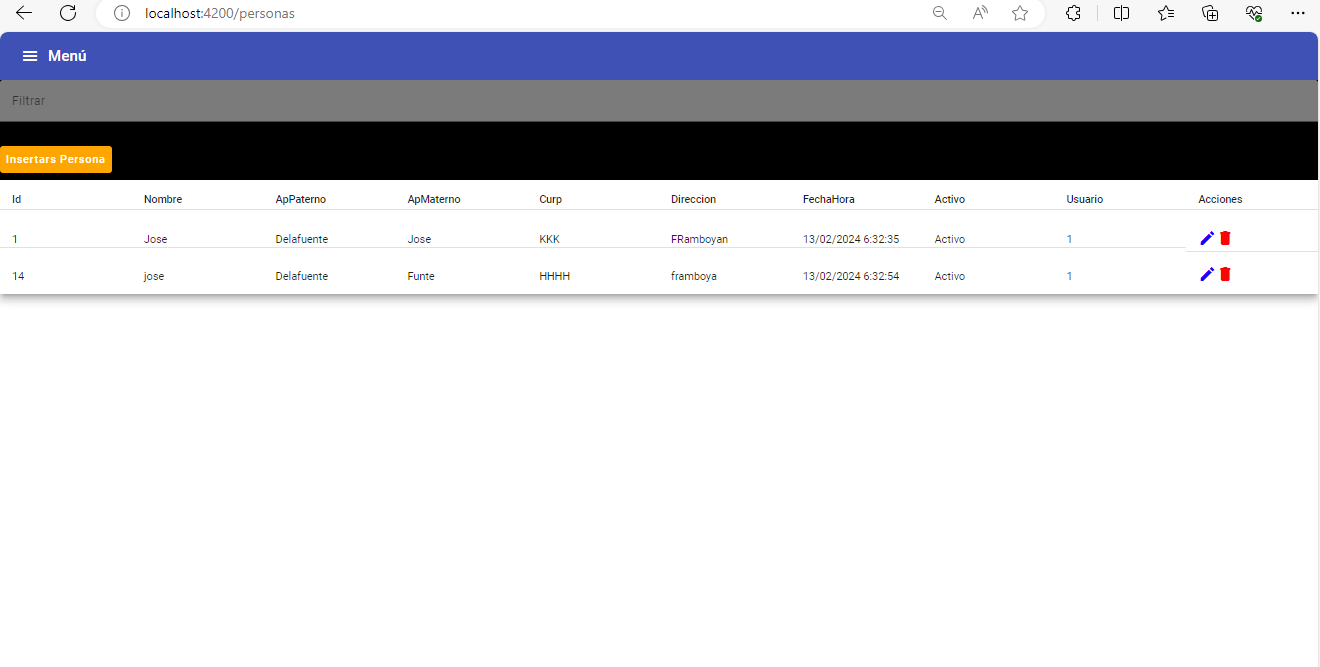 localhost:4200/personas
Menú
Filtrar
Insertars Persona
Id Nombre ApPaterno ApMaterno Curp Direccion FechaHora Activo Usuario Acciones
1 Jose Delafuente Jose KKK FRamboyan 13/02/2024 6:32:35 Activo 1
14 jose Delafuente Funte HHHH framboya 13/02/2024 6:32:54 Activo 1